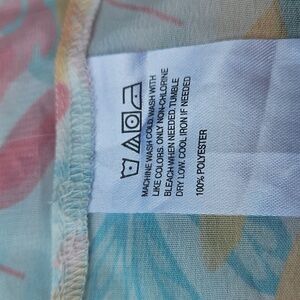 MACHINE WASH COLD. WASH WITH
LIKE COLORS. ONLY NON-CHLORINE
BLEACH WHEN NEEDED. TUMBLE
DRY LOW. COOL IRON IF NEEDED
100% POLYESTER